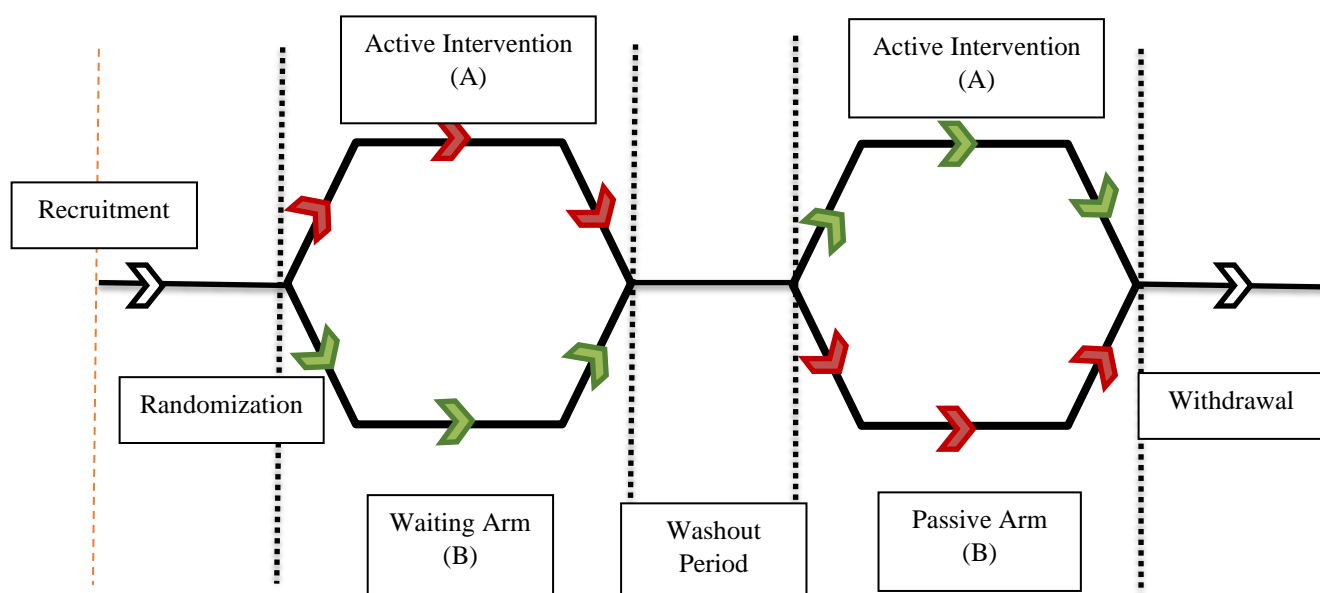 Active Intervention
(A)
Active Intervention
(A)
Recruitment
Randomization
Withdrawal
Waiting Arm
(B)
Washout
Period
Passive Arm
(B)